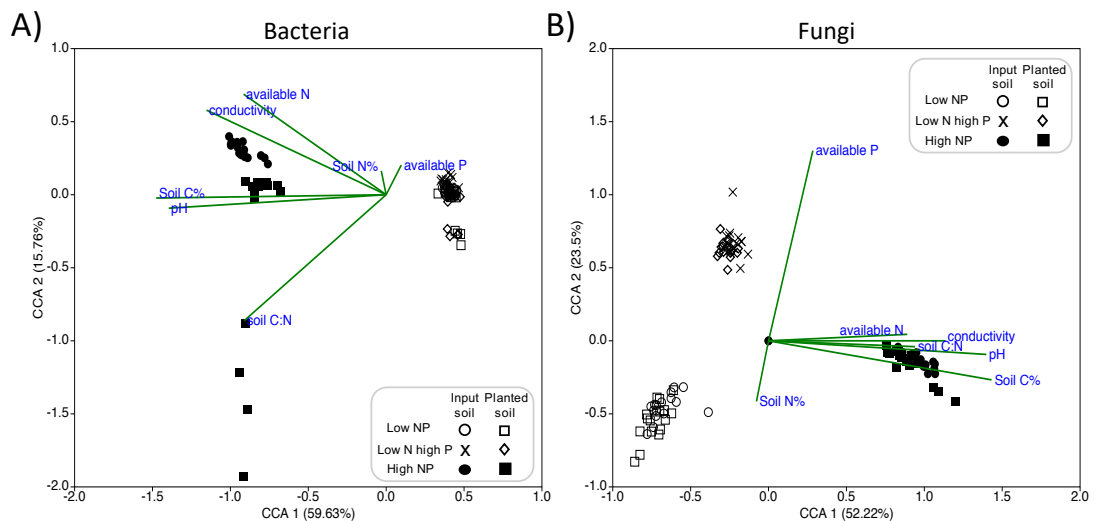 A)
Bacteria
1.0
0.5
0.0
-0.5
-1.0
-1.5
-2.0
CCA 2 (15.76%)
available N
conductivity
Soil N%
available P
Soil C%
pH
soil C:N
Input soil
Planted soil
Low NP
Low N high P
High NP
-2.0 -1.5 -1.0 -0.5 0.0 0.5 1.0
CCA 1 (59.63%)
B)
Fungi
2.0
1.5
1.0
0.5
0.0
-0.5
-1.0
CCA 2 (23.5%)
Input Planted
soil soil
Low NP
Low N high P
High NP
available P
available N
conductivity
soil C:N
pH
Soil C%
Soil N%
-1.0 -0.5 0.0 0.5 1.0 1.5 2.0
CCA 1 (52.22%)